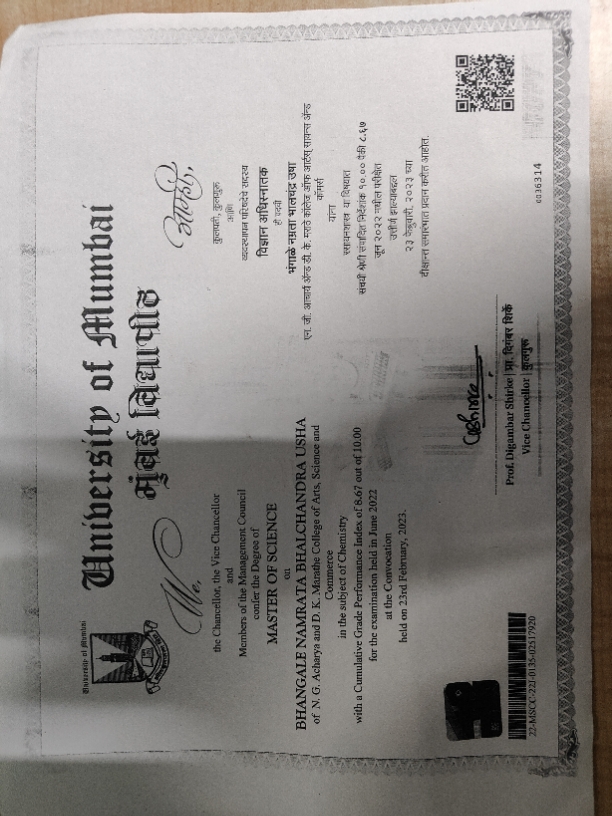 University of Mumbai
मुंबई विद्यापीठ
University of Mumbai
We,
the Chancellor, the Vice Chancellor
and
Members of the Management Council
confer the Degree of
MASTER OF SCIENCE
on
BHANGALE NAMRATA BHALCHANDRA USHA
of N. G. Acharya and D. K. Marathe College of Arts, Science and
Commerce
in the subject of Chemistry
with a Cumulative Grade Performance Index of 8.67 out of 10.00
for the examination held in June 2022
at the Convocation
held on 23rd February, 2023.
आम्ही,
कुलपती, कुलगुरू
आणि
व्यवस्थापन परिषदेचे सदस्य
विज्ञान अधिस्नातक
ही पदवी
भंगाळे नम्रता भालचंद्र उषा
एन. जी. आचार्य ॲन्ड डी. के. मराठे कॉलेज ऑफ आर्टस् सायन्स ॲन्ड
कॉमर्स
यांना
रसायनशास्त्र या विषयात
संचयी श्रेणी संपादित निर्देशांक १०.०० पैकी ८.६७
जून २०२२ मधील परीक्षेत
उत्तीर्ण झाल्याबद्दल
२३ फेब्रुवारी, २०२३ च्या
दीक्षान्त समारंभात प्रदान करीत आहोत.
22-MSCC-22J-0135-02517920
Prof. Digambar Shirke | प्रा. दिगंबर शिर्के
Vice Chancellor | कुलगुरू
0036314